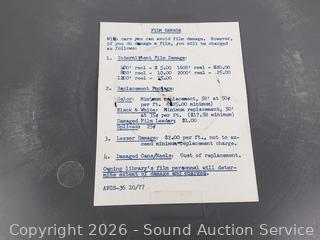 FILM DAMAGE
With care you can avoid film damage. However,
if you do damage a film, you will be charged
as follows:
1. Intermittent Film Damage:
400' reel - $ 5.00 1600' reel - $20.00
800' reel - 10.00 2000' reel - 25.00
1200' reel - 15.00
2. Replacement Footage:
Color: Minimum replacement, 50' at 50¢
per ft. ($25.00 minimum)
Black & White: Minimum replacement, 50'
at 35¢ per ft. ($17.50 minimum)
Damaged Film Leader: $1.00
Splices: 25¢
3. Lesser Damage: $2.00 per ft., not to ex-
ceed minimum replacement charge.
4. Damaged Cans/Reels: Cost of replacement.
Owning library's film personnel will deter-
mine extent of damage and charges.
AVGS-36 10/77
Copyright 2026 - Sound Auction Service